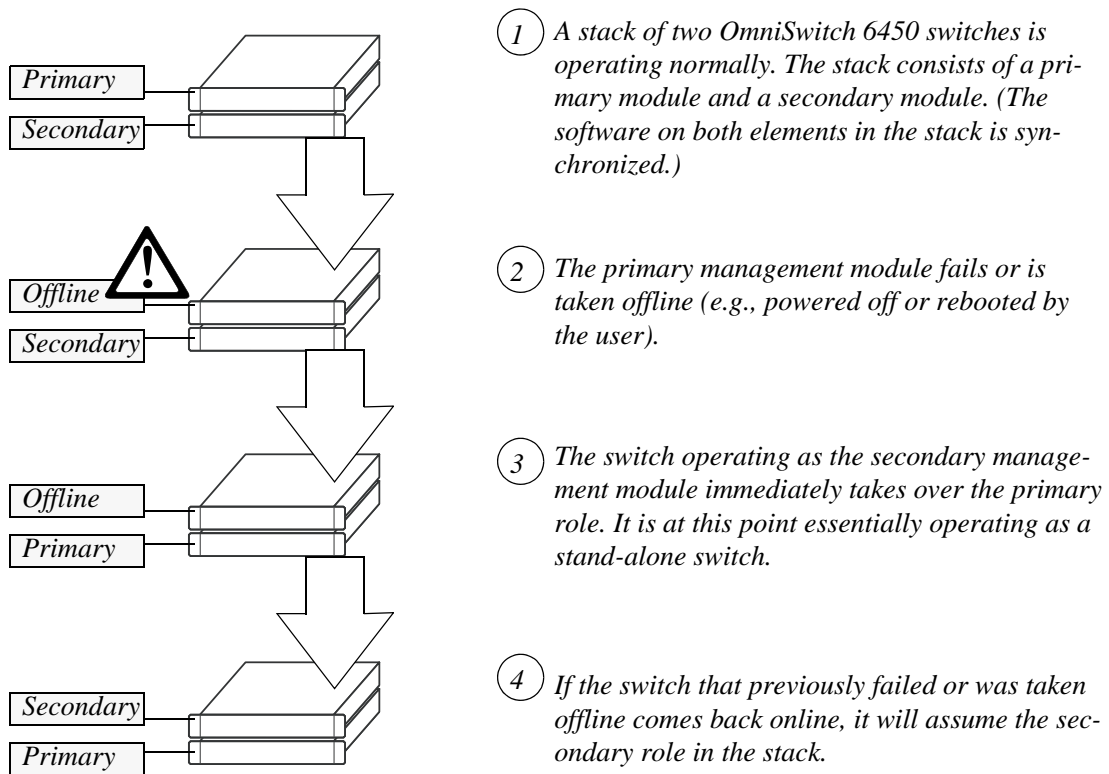 Primary
Secondary
1
A stack of two OmniSwitch 6450 switches is
operating normally. The stack consists of a pri-
mary module and a secondary module. (The
software on both elements in the stack is syn-
chronized.)
!
Offline
Secondary
2
The primary management module fails or is
taken offline (e.g., powered off or rebooted by
the user).
Offline
Primary
3
The switch operating as the secondary manage-
ment module immediately takes over the primary
role. It is at this point essentially operating as a
stand-alone switch.
Secondary
Primary
4
If the switch that previously failed or was taken
offline comes back online, it will assume the sec-
ondary role in the stack.